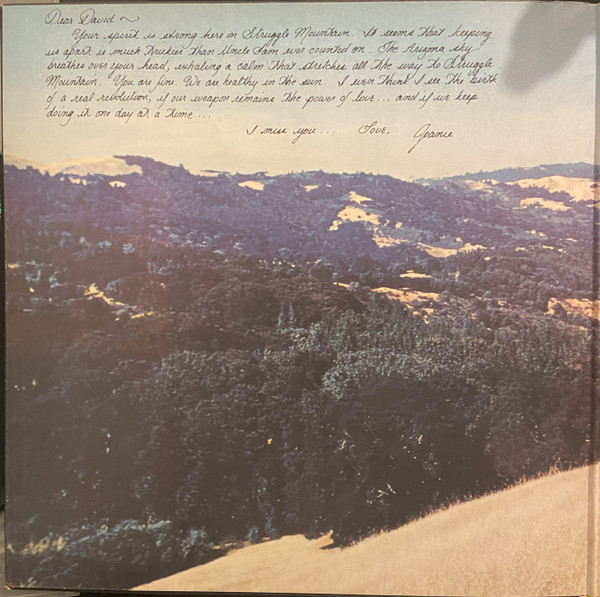 Dear David ~
Your spirit is strong here on Struggle Mountain. It seems that keeping
us apart is much trickier than Uncle Sam ever counted on. The Arizona sky
breathes over your head, exhaling a calm that stretches all the way to Struggle
Mountain. You are fine. We are healthy in the sun. I even think I see the birth
of a real revolution, if our weapon remains the power of love... and if we keep
doing it one day at a time...
I miss you... Love, Joanie